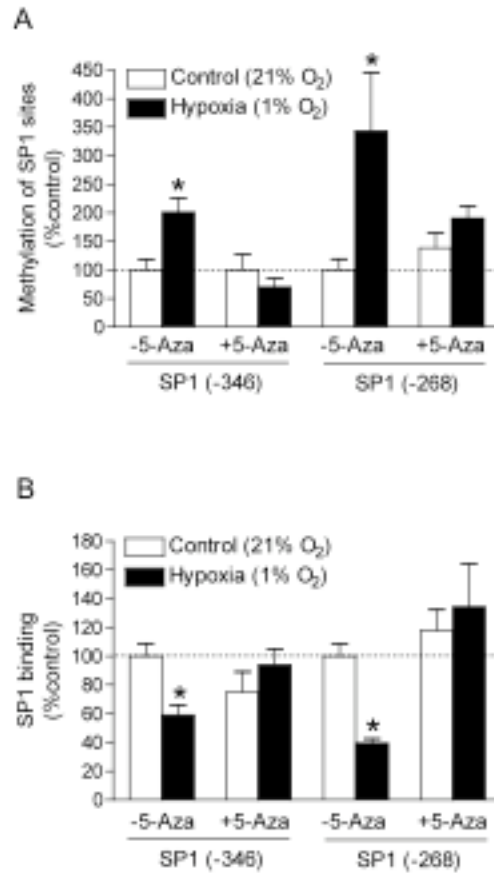 A
Methylation of SP1 sites
(%control)
450
400
350
300
250
200
150
100
50
0
Control (21% O2)
Hypoxia (1% O2)
*
*
-5-Aza +5-Aza -5-Aza +5-Aza
SP1 (-346) SP1 (-268)
B
SP1 binding
(%control)
180
160
140
120
100
80
60
40
20
0
Control (21% O2)
Hypoxia (1% O2)
*
*
-5-Aza +5-Aza -5-Aza +5-Aza
SP1 (-346) SP1 (-268)